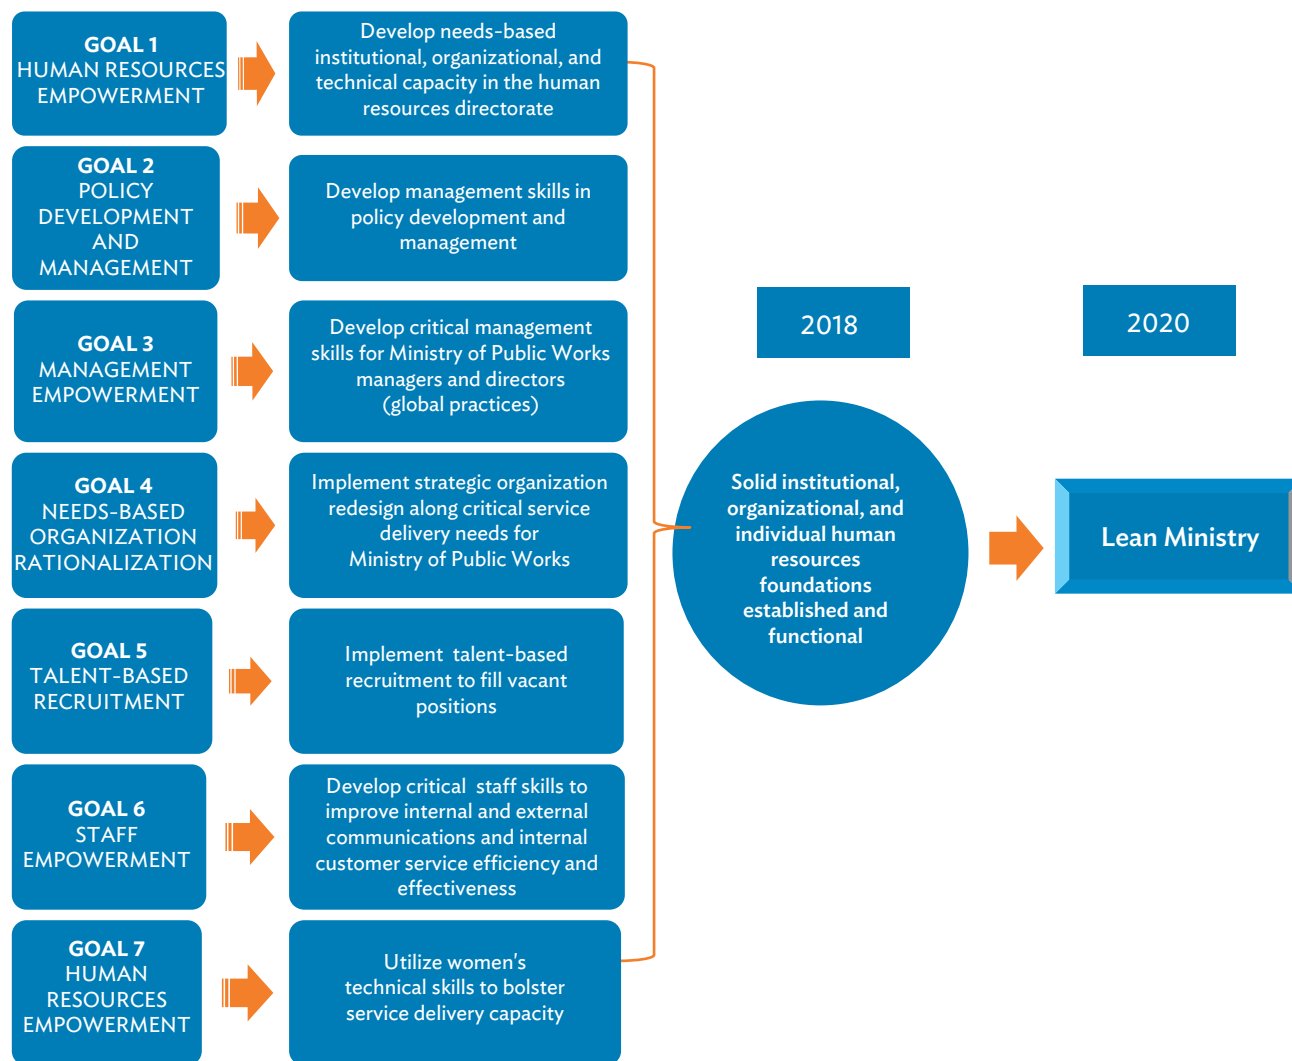 GOAL 1
HUMAN RESOURCES
EMPOWERMENT
Develop needs-based
institutional, organizational, and
technical capacity in the human
resources directorate
GOAL 2
POLICY
DEVELOPMENT
AND
MANAGEMENT
Develop management skills in
policy development and
management
GOAL 3
MANAGEMENT
EMPOWERMENT
Develop critical management
skills for Ministry of Public Works
managers and directors
(global practices)
GOAL 4
NEEDS-BASED
ORGANIZATION
RATIONALIZATION
Implement strategic organization
redesign along critical service
delivery needs for
Ministry of Public Works
GOAL 5
TALENT-BASED
RECRUITMENT
Implement talent-based
recruitment to fill vacant
positions
GOAL 6
STAFF
EMPOWERMENT
Develop critical staff skills to
improve internal and external
communications and internal
customer service efficiency and
effectiveness
GOAL 7
HUMAN
RESOURCES
EMPOWERMENT
Utilize women's
technical skills to bolster
service delivery capacity
2018
Solid institutional,
organizational, and
individual human
resources
foundations
established and
functional
2020
Lean Ministry